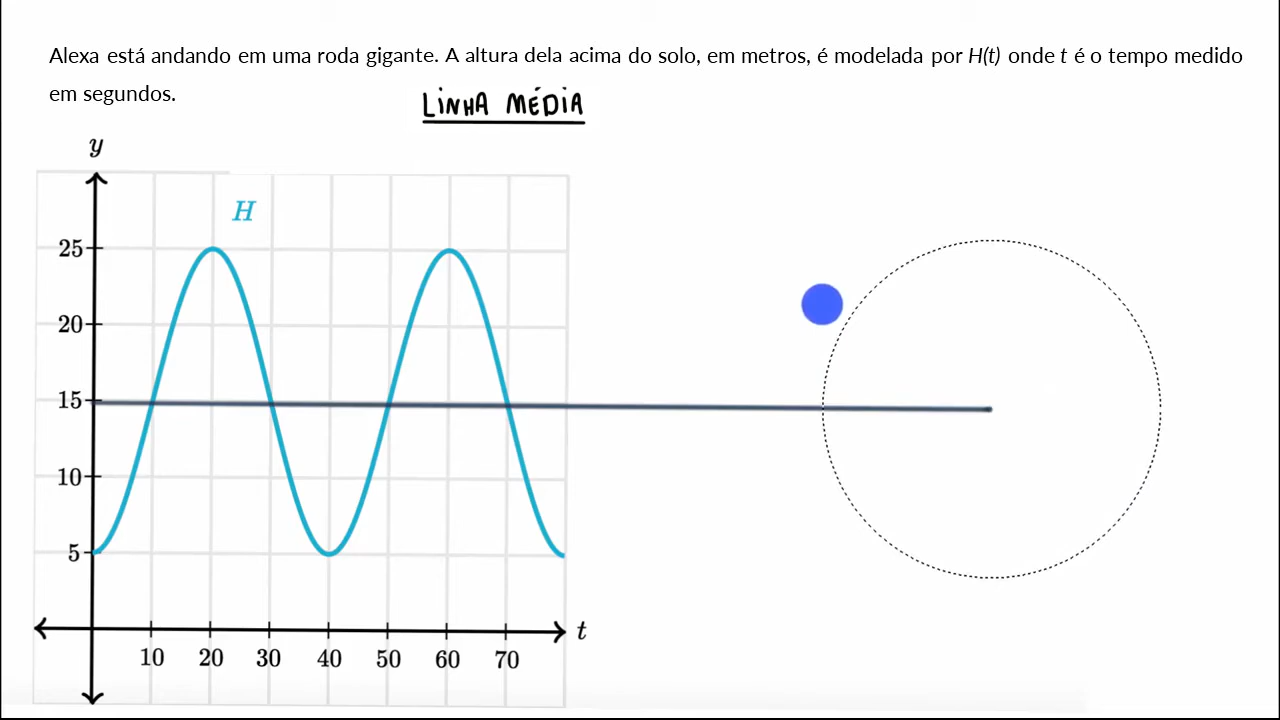 Alexa está andando em uma roda gigante. A altura dela acima do solo, em metros, é modelada por H(t) onde t é o tempo medido
em segundos.
LINHA MÉDIA
y
H
25
20
15
10
5
t
10 20 30 40 50 60 70